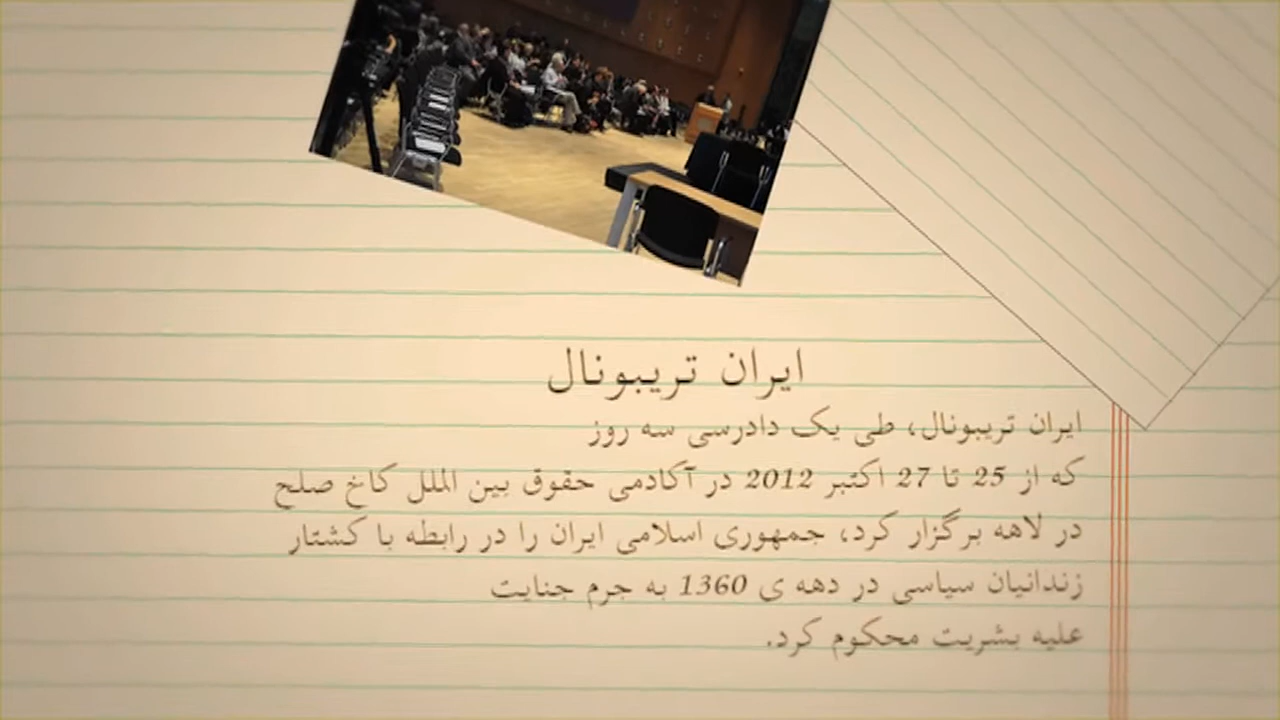 ایران تریبونال
ایران تریبونال، طی یک دادرسی سه روز
که از 25 تا 27 اکتبر 2012 در آکادمی حقوق بین الملل کاخ صلح
در لاهه برگزار کرد، جمهوری اسلامی ایران را در رابطه با کشتار
زندانیان سیاسی در دهه ی 1360 به جرم جنایت
علیه بشریت محکوم کرد.